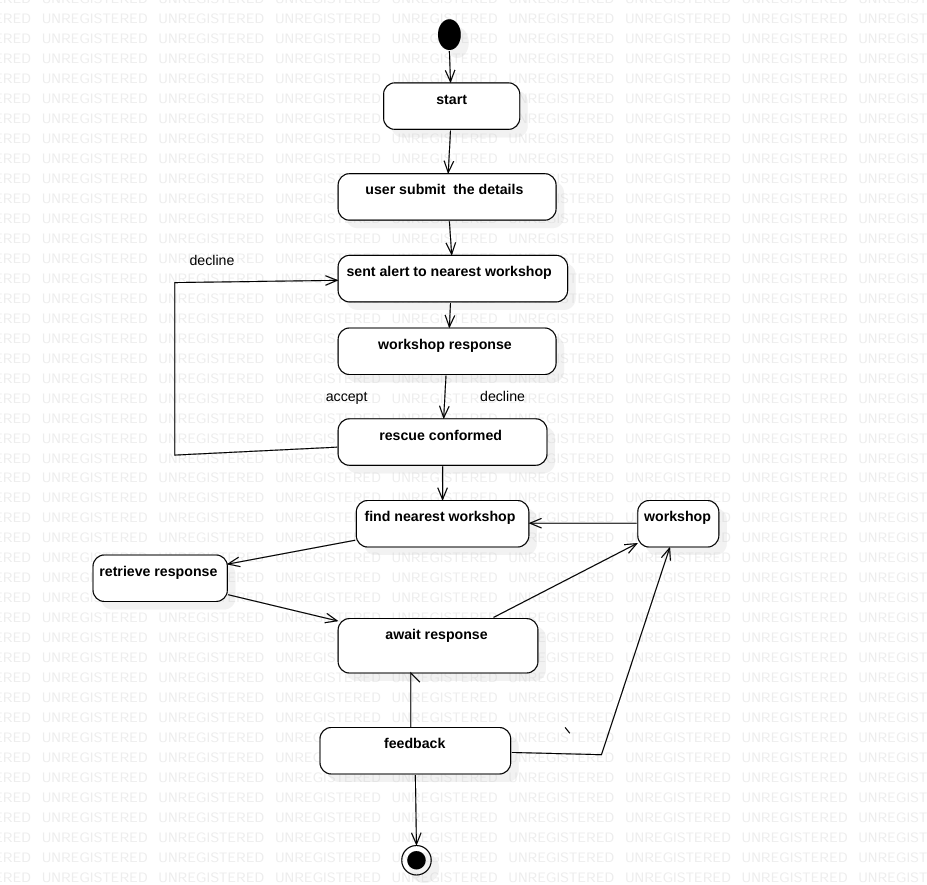 start
user submit  the details
decline
sent alert to nearest workshop
workshop response
accept
decline
rescue conformed
find nearest workshop
workshop
retrieve response
await response
feedback
UNREGISTERED